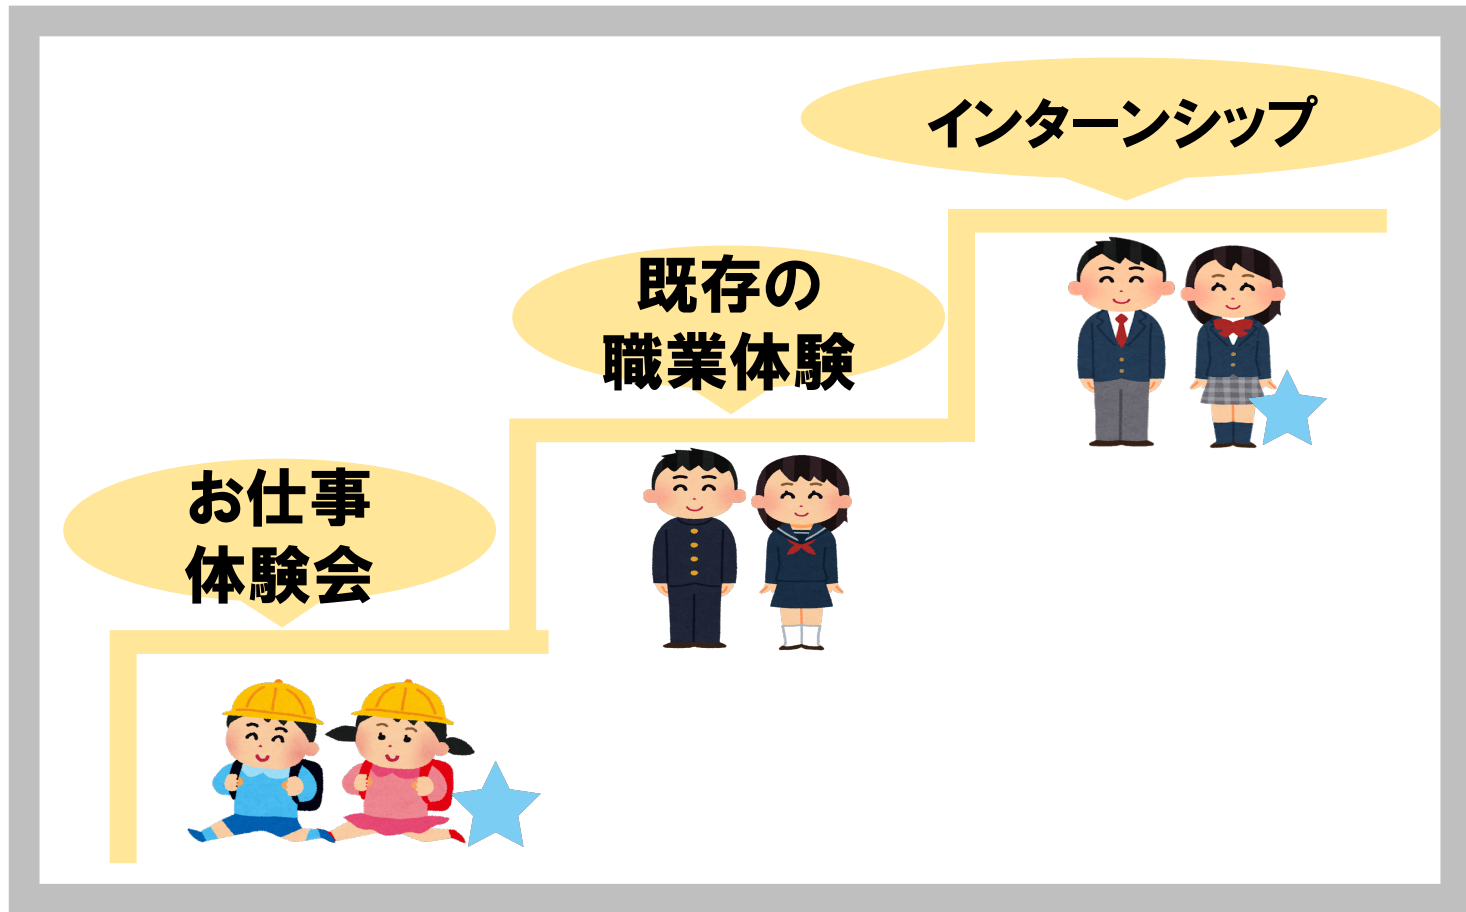 インターンシップ
既存の
職業体験
お仕事
体験会